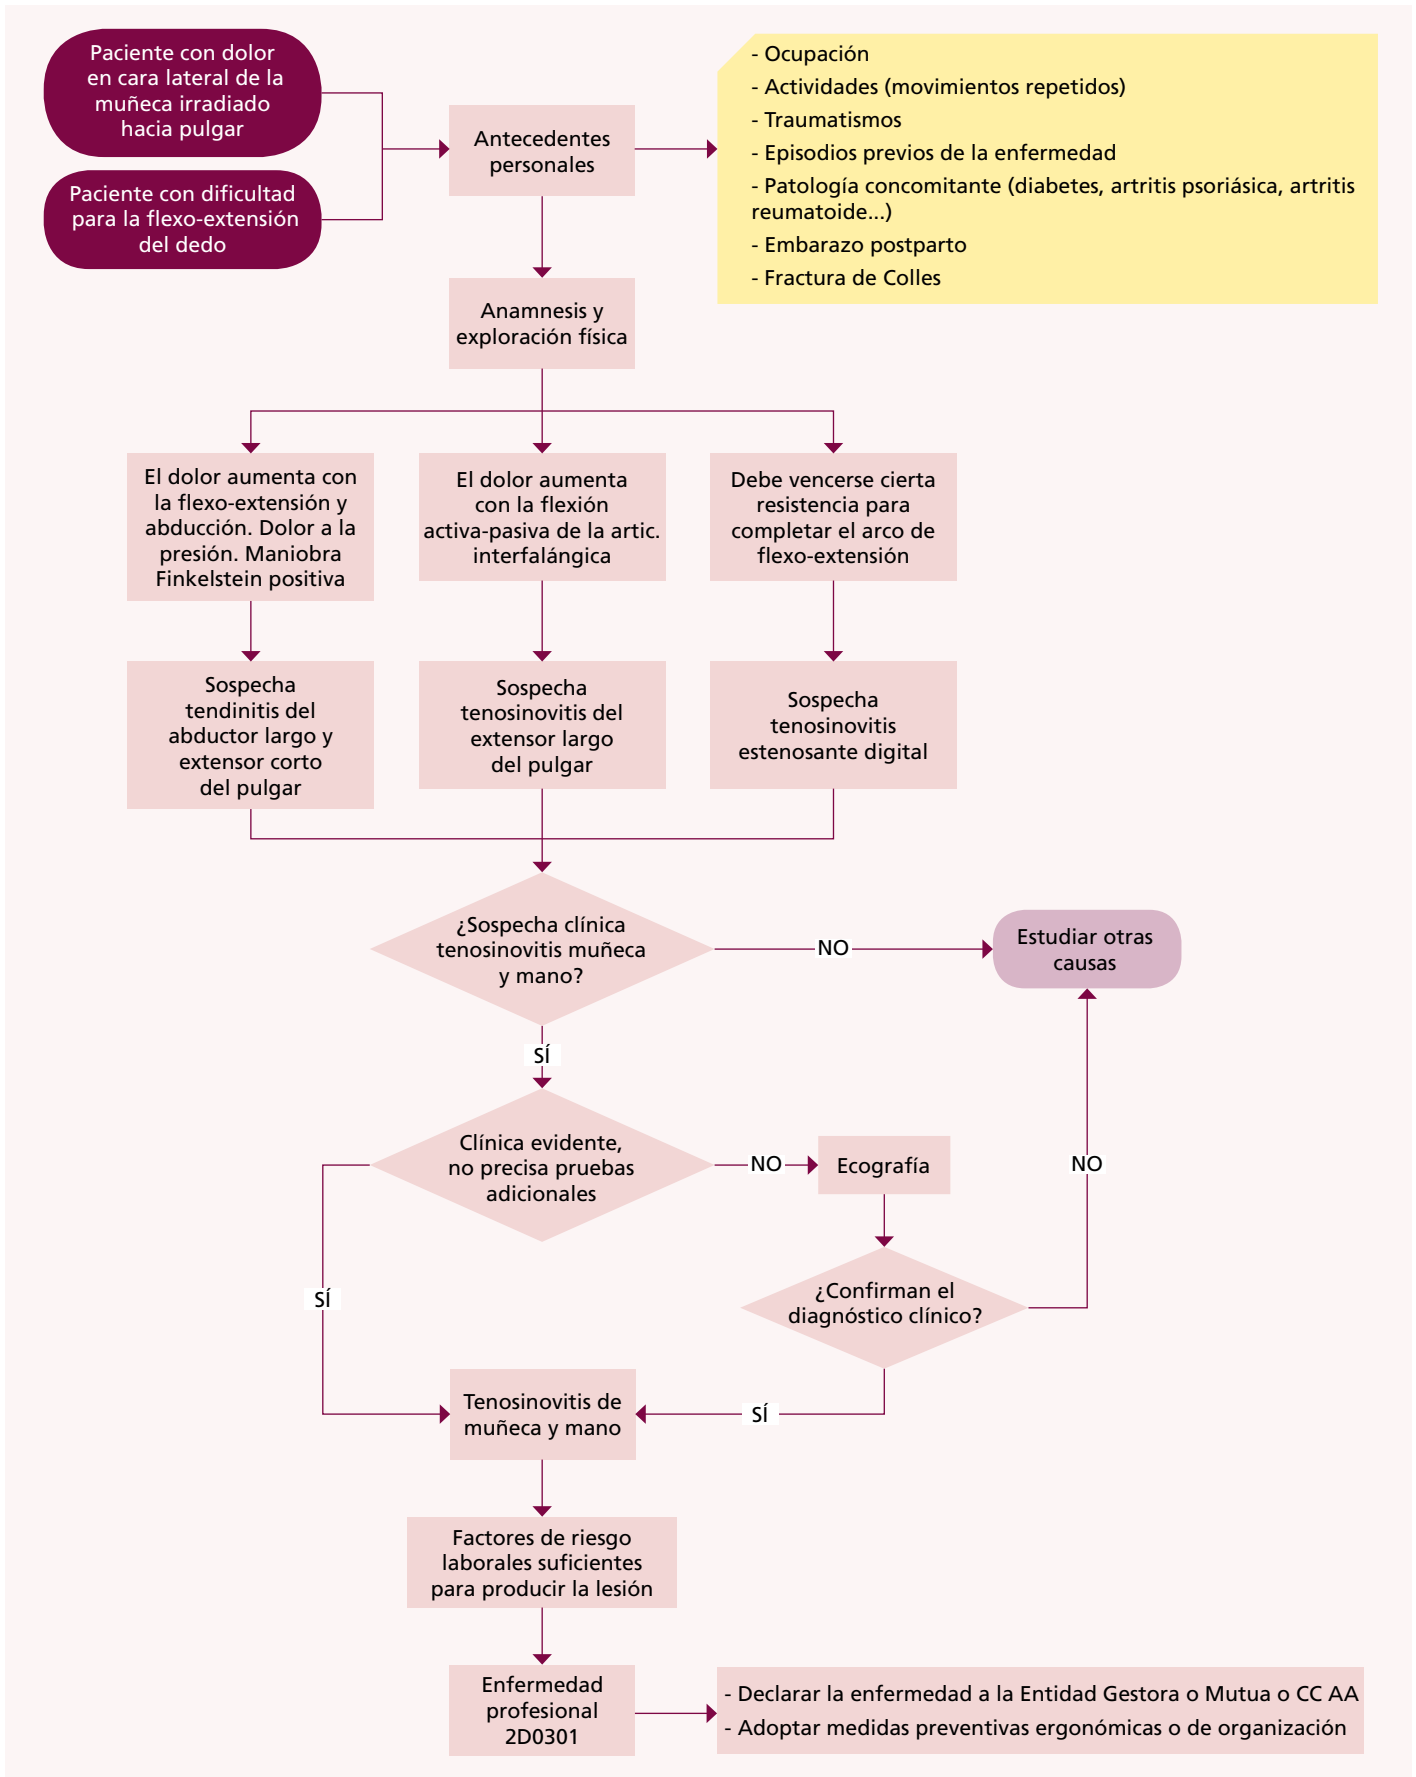 Paciente con dolor
en cara lateral de la
muñeca irradiado
hacia pulgar
Paciente con dificultad
para la flexo-extensión
del dedo
Antecedentes
personales
- Ocupación
- Actividades (movimientos repetidos)
- Traumatismos
- Episodios previos de la enfermedad
- Patología concomitante (diabetes, artritis psoriásica, artritis
reumatoide...)
- Embarazo postparto
- Fractura de Colles
Anamnesis y
exploración física
El dolor aumenta con
la flexo-extensión y
abducción. Dolor a la
presión. Maniobra
Finkelstein positiva
El dolor aumenta
con la flexión
activa-pasiva de la artic.
interfalángica
Debe vencerse cierta
resistencia para
completar el arco de
flexo-extensión
Sospecha
tendinitis del
abductor largo y
extensor corto
del pulgar
Sospecha
tenosinovitis del
extensor largo
del pulgar
Sospecha
tenosinovitis
estenosante digital
¿Sospecha clínica
tenosinovitis muñeca
y mano?
NO
Estudiar otras
causas
SÍ
Clínica evidente,
no precisa pruebas
adicionales
NO
Ecografía
NO
SÍ
¿Confirman el
diagnóstico clínico?
Tenosinovitis de
muñeca y mano
SÍ
Factores de riesgo
laborales suficientes
para producir la lesión
Enfermedad
profesional
2D0301
- Declarar la enfermedad a la Entidad Gestora o Mutua o CC AA
- Adoptar medidas preventivas ergonómicas o de organización